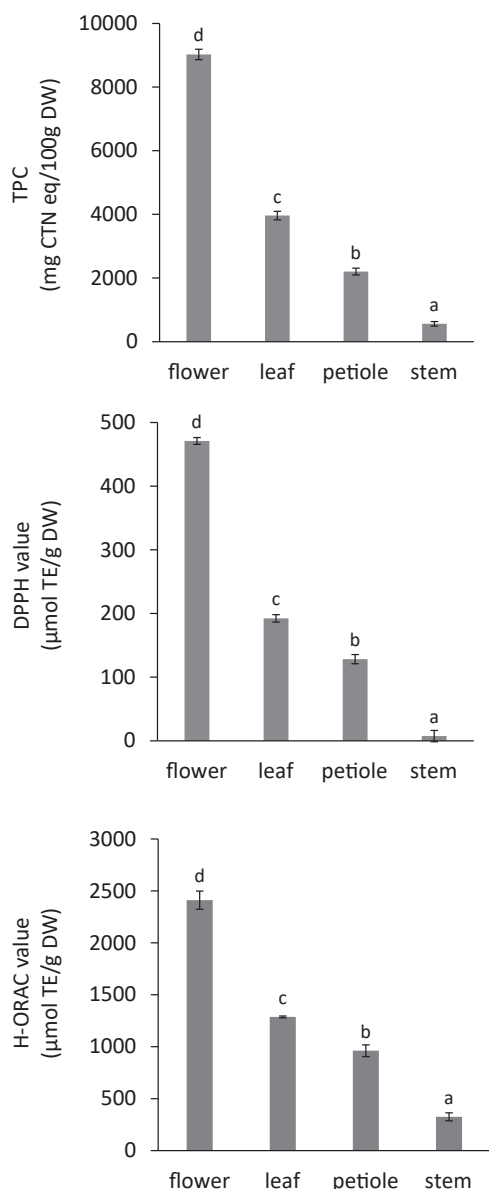 TPC
(mg CTN eq/100g DW)
10000
8000
6000
4000
2000
0
d
c
b
a
flower leaf petiole stem
DPPH value
(µmol TE/g DW)
500
400
300
200
100
0
d
c
b
a
flower leaf petiole stem
H-ORAC value
(µmol TE/g DW)
3000
2500
2000
1500
1000
500
0
d
c
b
a
flower leaf petiole stem